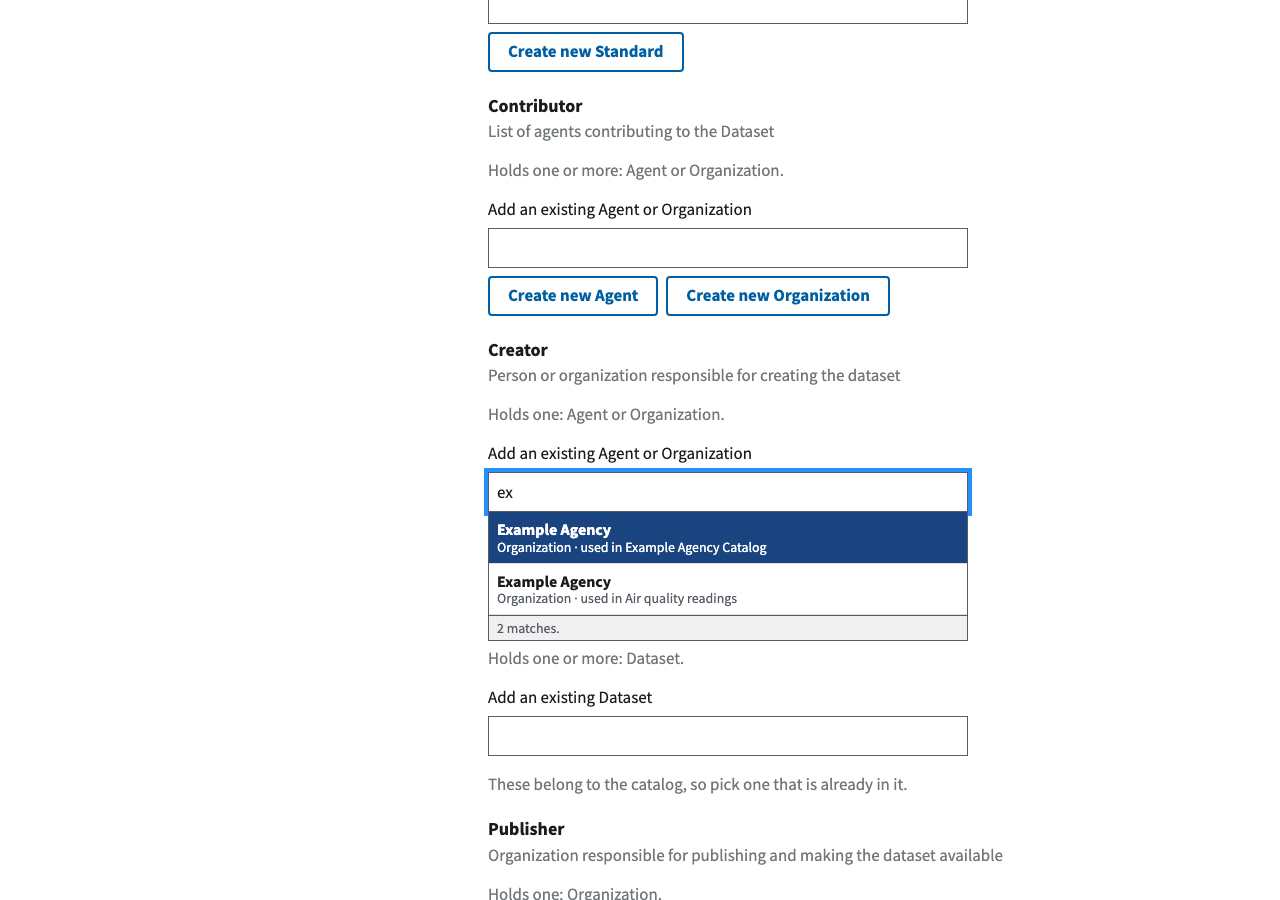 Create new Standard
Contributor
List of agents contributing to the Dataset
Holds one or more: Agent or Organization.
Add an existing Agent or Organization
Create new Agent
Create new Organization
Creator
Person or organization responsible for creating the dataset
Holds one: Agent or Organization.
Add an existing Agent or Organization
ex
Example Agency
Organization · used in Example Agency Catalog
Example Agency
Organization · used in Air quality readings
2 matches.
Holds one or more: Dataset.
Add an existing Dataset
These belong to the catalog, so pick one that is already in it.
Publisher
Organization responsible for publishing and making the dataset available
Holds one: Organization.